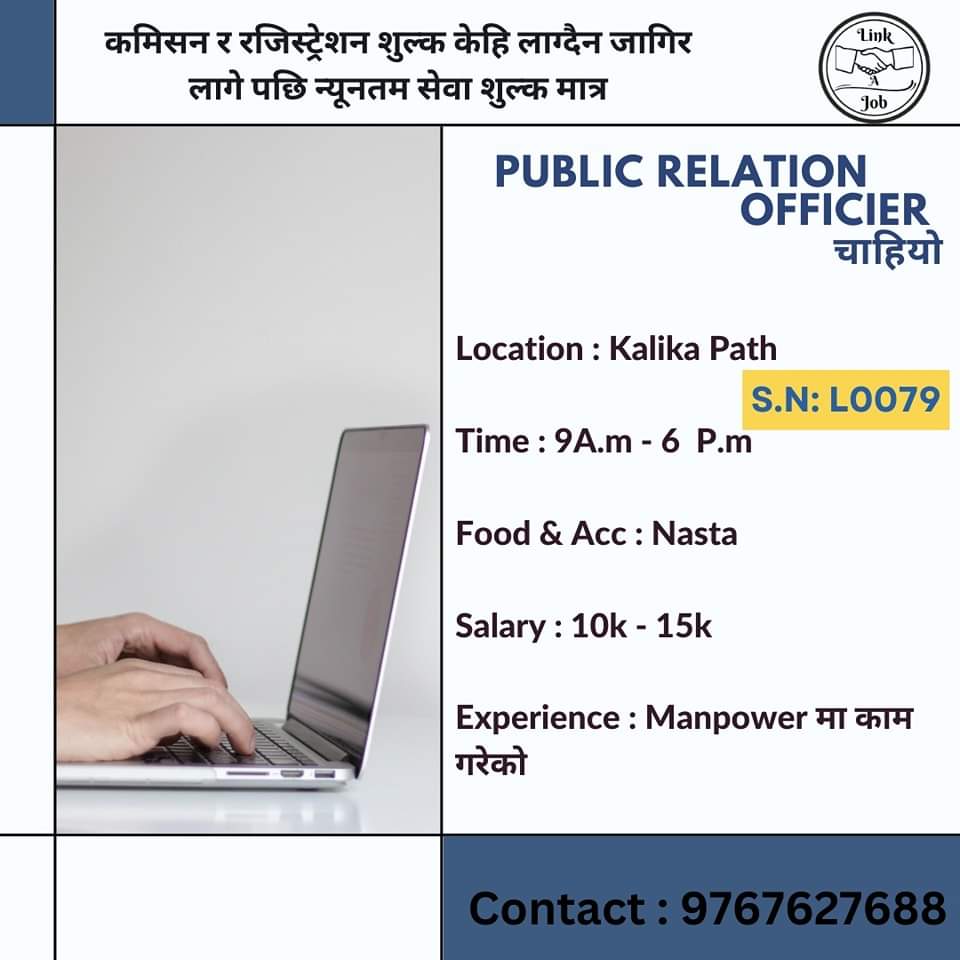 कमिसन र रजिस्ट्रेशन शुल्क केहि लाग्दैन जागिर
लागे पछि न्यूनतम सेवा शुल्क मात्र
Link
A
Job
PUBLIC RELATION
OFFICIER
चाहियो
Location : Kalika Path
S.N: L0079
Time : 9A.m - 6 P.m
Food & Acc : Nasta
Salary : 10k - 15k
Experience : Manpower मा काम
गरेको
Contact : 9767627688